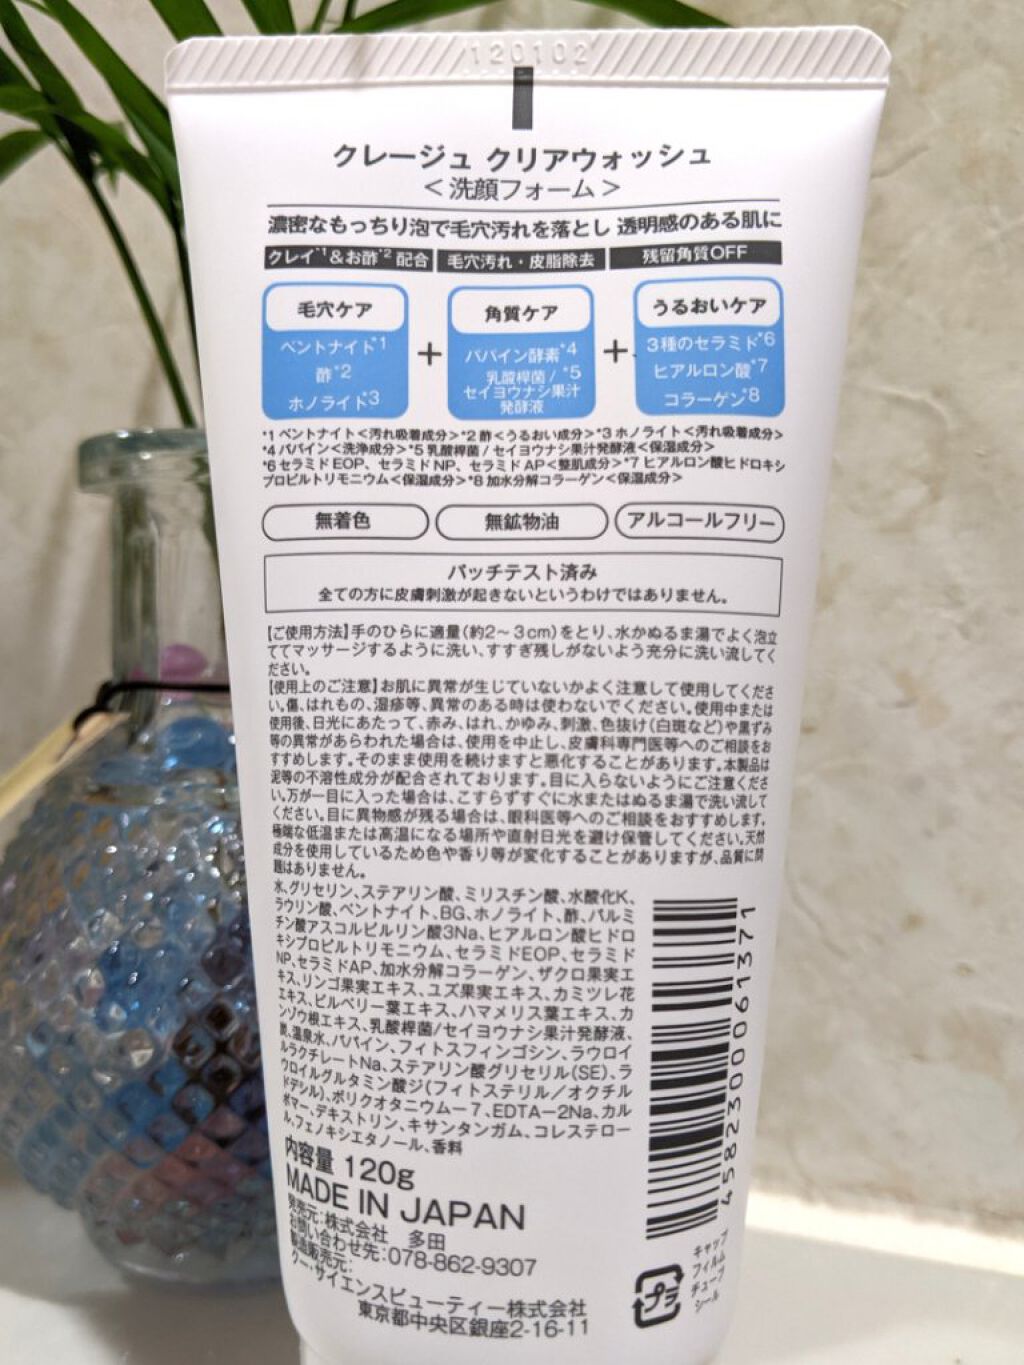 120102
クレージュ クリアウォッシュ
＜洗顔フォーム＞
濃密なもっちり泡で毛穴汚れを落とし 透明感のある肌に
クレイ*1&お酢*2配合 毛穴汚れ・皮脂除去 残留角質OFF
毛穴ケア
ベントナイト*1
酢*2
ホノライト*3
+
角質ケア
パパイン酵素*4
乳酸桿菌/*5
セイヨウナシ果汁
発酵液
+
うるおいケア
3種のセラミド*6
ヒアルロン酸*7
コラーゲン*8
*1 ベントナイト<汚れ吸着成分>*2 酢<うるおい成分>*3 ホノライト<汚れ吸着成分>
*4 パパイン<洗浄成分>*5 乳酸桿菌/セイヨウナシ果汁発酵液<保湿成分>
*6 セラミド EOP、セラミド NP、セラミド AP<整肌成分>*7 ヒアルロン酸ヒドロキシ
プロピルトリモニウム<保湿成分>*8 加水分解コラーゲン<保湿成分>
無着色 無鉱物油 アルコールフリー
パッチテスト済み
全ての方に皮膚刺激が起きないというわけではありません。
【ご使用方法】手のひらに適量(約2～3cm)をとり、水かぬるま湯でよく泡立
ててマッサージするように洗い、すすぎ残しがないよう充分に洗い流してく
ださい。
【使用上のご注意】お肌に異常が生じていないかよく注意して使用してくださ
い。傷、はれもの、湿疹等、異常のある時は使わないでください。使用中または
使用後、日光にあたって、赤み、はれ、かゆみ、刺激、色抜け(白斑など)や黒ずみ
等の異常があらわれた場合は、使用を中止し、皮膚科専門医等へのご相談をお
すすめします。そのまま使用を続けますと悪化することがあります。本製品は
泥等の不溶性成分が配合されております。目に入らないようにご注意くださ
い。万が一目に入った場合は、こすらずすぐに水またはぬるま湯で洗い流して
ください。目に異物感が残る場合は、眼科医等へのご相談をおすすめします。
極端な低温または高温になる場所や直射日光を避け保管してください。天然
成分を使用しているため色や香り等が変化することがありますが、品質に問
題はありません。
水、グリセリン、ステアリン酸、ミリスチン酸、水酸化K、
ラウリン酸、ベントナイト、BG、ホノライト、酢、パルミ
チン酸アスコルビルリン酸3Na、ヒアルロン酸ヒドロ
キシプロピルトリモニウム、セラミドEOP、セラミド
NP、セラミドAP、加水分解コラーゲン、ザクロ果実エ
キス、リンゴ果実エキス、ユズ果実エキス、カミツレ花
エキス、ビルベリー葉エキス、ハマメリス葉エキス、カ
ンゾウ根エキス、乳酸桿菌/セイヨウナシ果汁発酵液、
炭、温泉水、パパイン、フィトスフィンゴシン、ラウロイ
ルラクチレートNa、ステアリン酸グリセリル(SE)、ラ
ウロイルグルタミン酸ジ(フィトステリル/オクチル
ドデシル)、ポリクオタニウム-7、EDTA-2Na、カル
ボマー、デキストリン、キサンタンガム、コレステロー
ル、フェノキシエタノール、香料
内容量 120g
MADE IN JAPAN
発売元:株式会社 多田
お問い合わせ先:078-862-9307
製造販売元:
クー・サイエンスビューティー株式会社
東京都中央区銀座2-16-11
4582300061371
プラ
キャップ
フィルム
チューブ
シール